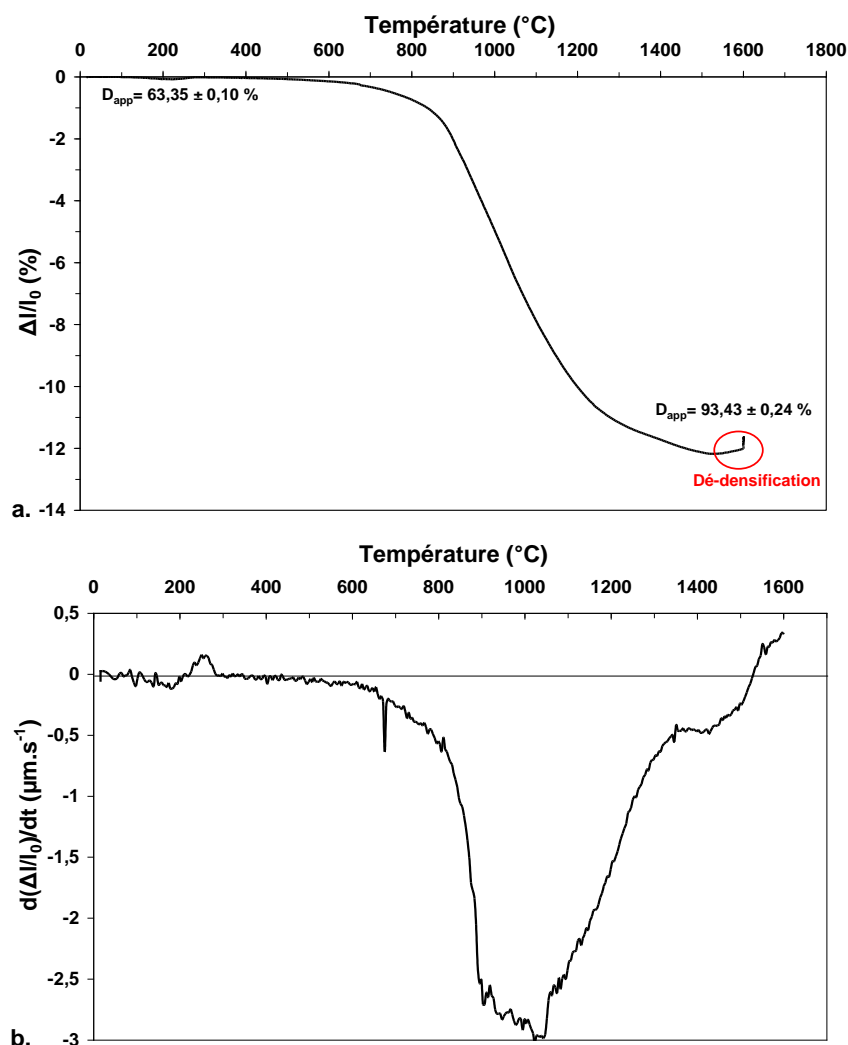 Température (°C)
0 200 400 600 800 1000 1200 1400 1600 1800
0
-2
-4
-6
-8
-10
-12
-14
Δl/l₀ (%)
Dapp= 63,35 ± 0,10 %
Dapp= 93,43 ± 0,24 %
Dé-densification
a.
Température (°C)
0 200 400 600 800 1000 1200 1400 1600
0,5
0
-0,5
-1
-1,5
-2
-2,5
-3
d(Δl/l₀)/dt (µm.s⁻¹)
b.